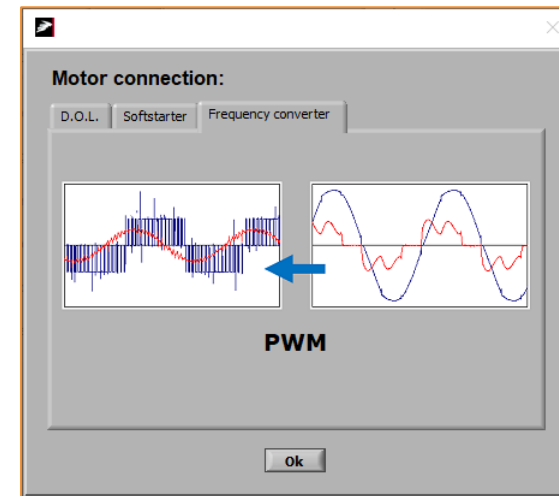 Motor connection:
D.O.L. Softstarter Frequency converter
PWM
Ok